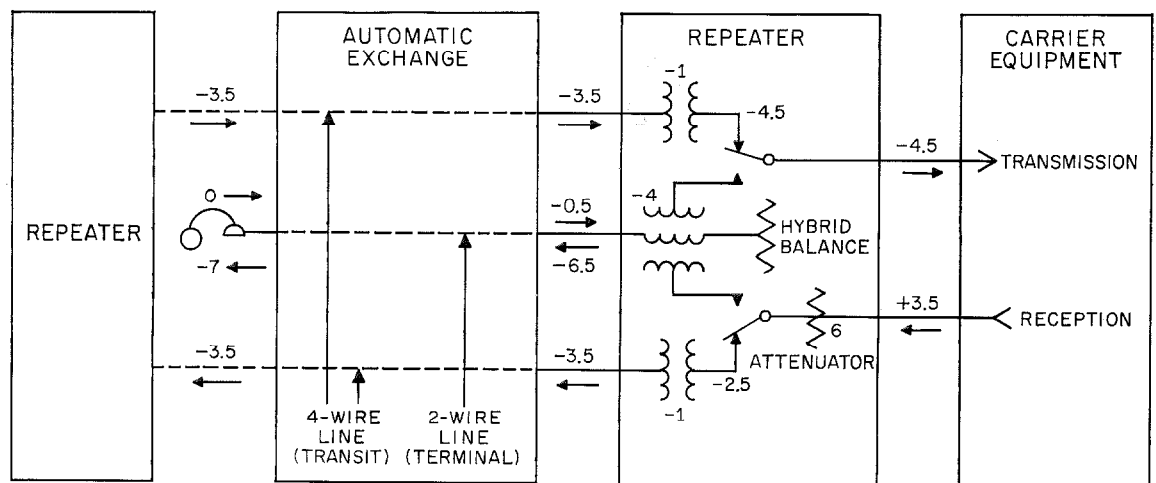 AUTOMATIC
EXCHANGE
REPEATER
CARRIER
EQUIPMENT
-1
-3.5
-3.5
-4.5
-4.5
TRANSMISSION
0
-4
-0.5
REPEATER
HYBRID
BALANCE
-7
-6.5
+3.5
RECEPTION
6
-3.5
-3.5
ATTENUATOR
-2.5
-1
4-WIRE
LINE
(TRANSIT)
2-WIRE
LINE
(TERMINAL)